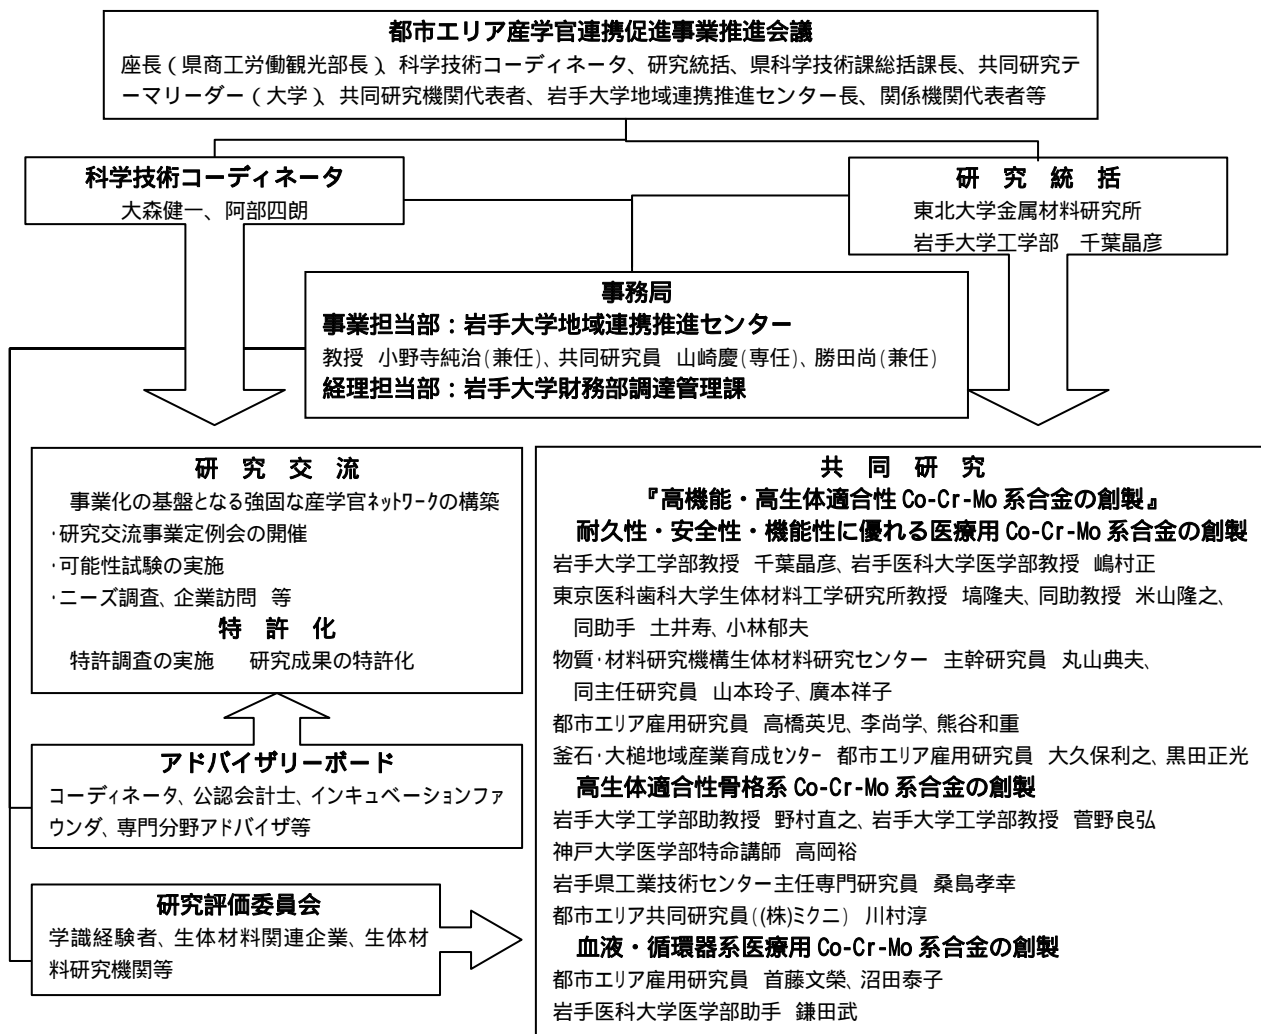 都市エリア産学官連携促進事業推進会議
座長(県商工労働観光部長)、科学技術コーディネータ、研究統括、県科学技術課総括課長、共同研究テ
ーマリーダー(大学)、共同研究機関代表者、岩手大学地域連携推進センター長、関係機関代表者等
科学技術コーディネータ
大森健一、阿部四朗
研 究 統 括
東北大学金属材料研究所
岩手大学工学部 千葉晶彦
事務局
事業担当部:岩手大学地域連携推進センター
教授 小野寺純治(兼任)、共同研究員 山崎慶(専任)、勝田尚(兼任)
経理担当部:岩手大学財務部調達管理課
研 究 交 流
事業化の基盤となる強固な産学官ネットワークの構築
・研究交流事業定例会の開催
・可能性試験の実施
・ニーズ調査、企業訪問 等
特 許 化
特許調査の実施 研究成果の特許化
アドバイザリーボード
コーディネータ、公認会計士、インキュベーションファ
ウンダ、専門分野アドバイザ等
研究評価委員会
学識経験者、生体材料関連企業、生体材
料研究機関等
共 同 研 究
『高機能・高生体適合性 Co-Cr-Mo 系合金の創製』
耐久性・安全性・機能性に優れる医療用 Co-Cr-Mo 系合金の創製
岩手大学工学部教授 千葉晶彦、岩手医科大学医学部教授 嶋村正
東京医科歯科大学生体材料工学研究所教授 塙隆夫、同助教授 米山隆之、
同助手 土井寿、小林郁夫
物質・材料研究機構生体材料研究センター 主幹研究員 丸山典夫、
同主任研究員 山本玲子、廣本祥子
都市エリア雇用研究員 高橋英児、李尚学、熊谷和重
釜石・大槌地域産業育成センター 都市エリア雇用研究員 大久保利之、黒田正光
高生体適合性骨格系 Co-Cr-Mo 系合金の創製
岩手大学工学部助教授 野村直之、岩手大学工学部教授 菅野良弘
神戸大学医学部特命講師 高岡裕
岩手県工業技術センター主任専門研究員 桑島孝幸
都市エリア共同研究員((株)ミクニ) 川村淳
血液・循環器系医療用 Co-Cr-Mo 系合金の創製
都市エリア雇用研究員 首藤文榮、沼田泰子
岩手医科大学医学部助手 鎌田武